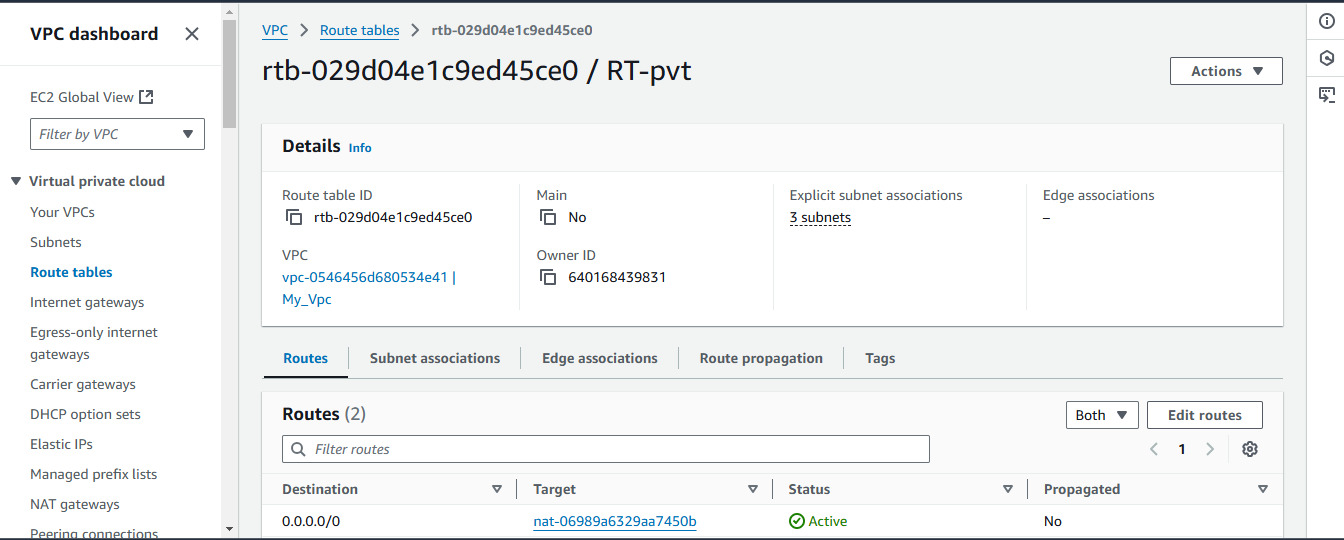 VPC dashboard
EC2 Global View
Filter by VPC
Virtual private cloud
Your VPCs
Subnets
Route tables
Internet gateways
Egress-only internet
gateways
Carrier gateways
DHCP option sets
Elastic IPs
Managed prefix lists
NAT gateways
Peering connections
VPC > Route tables > rtb-029d04e1c9ed45ce0
rtb-029d04e1c9ed45ce0 / RT-pvt
Actions
Details Info
Route table ID
rtb-029d04e1c9ed45ce0
Main
No
Explicit subnet associations
3 subnets
Edge associations
–
VPC
vpc-0546456d680534e41 |
My_Vpc
Owner ID
640168439831
Routes Subnet associations Edge associations Route propagation Tags
Routes (2)
Both Edit routes
Filter routes
1
Destination Target Status Propagated
0.0.0.0/0 nat-06989a6329aa7450b Active No